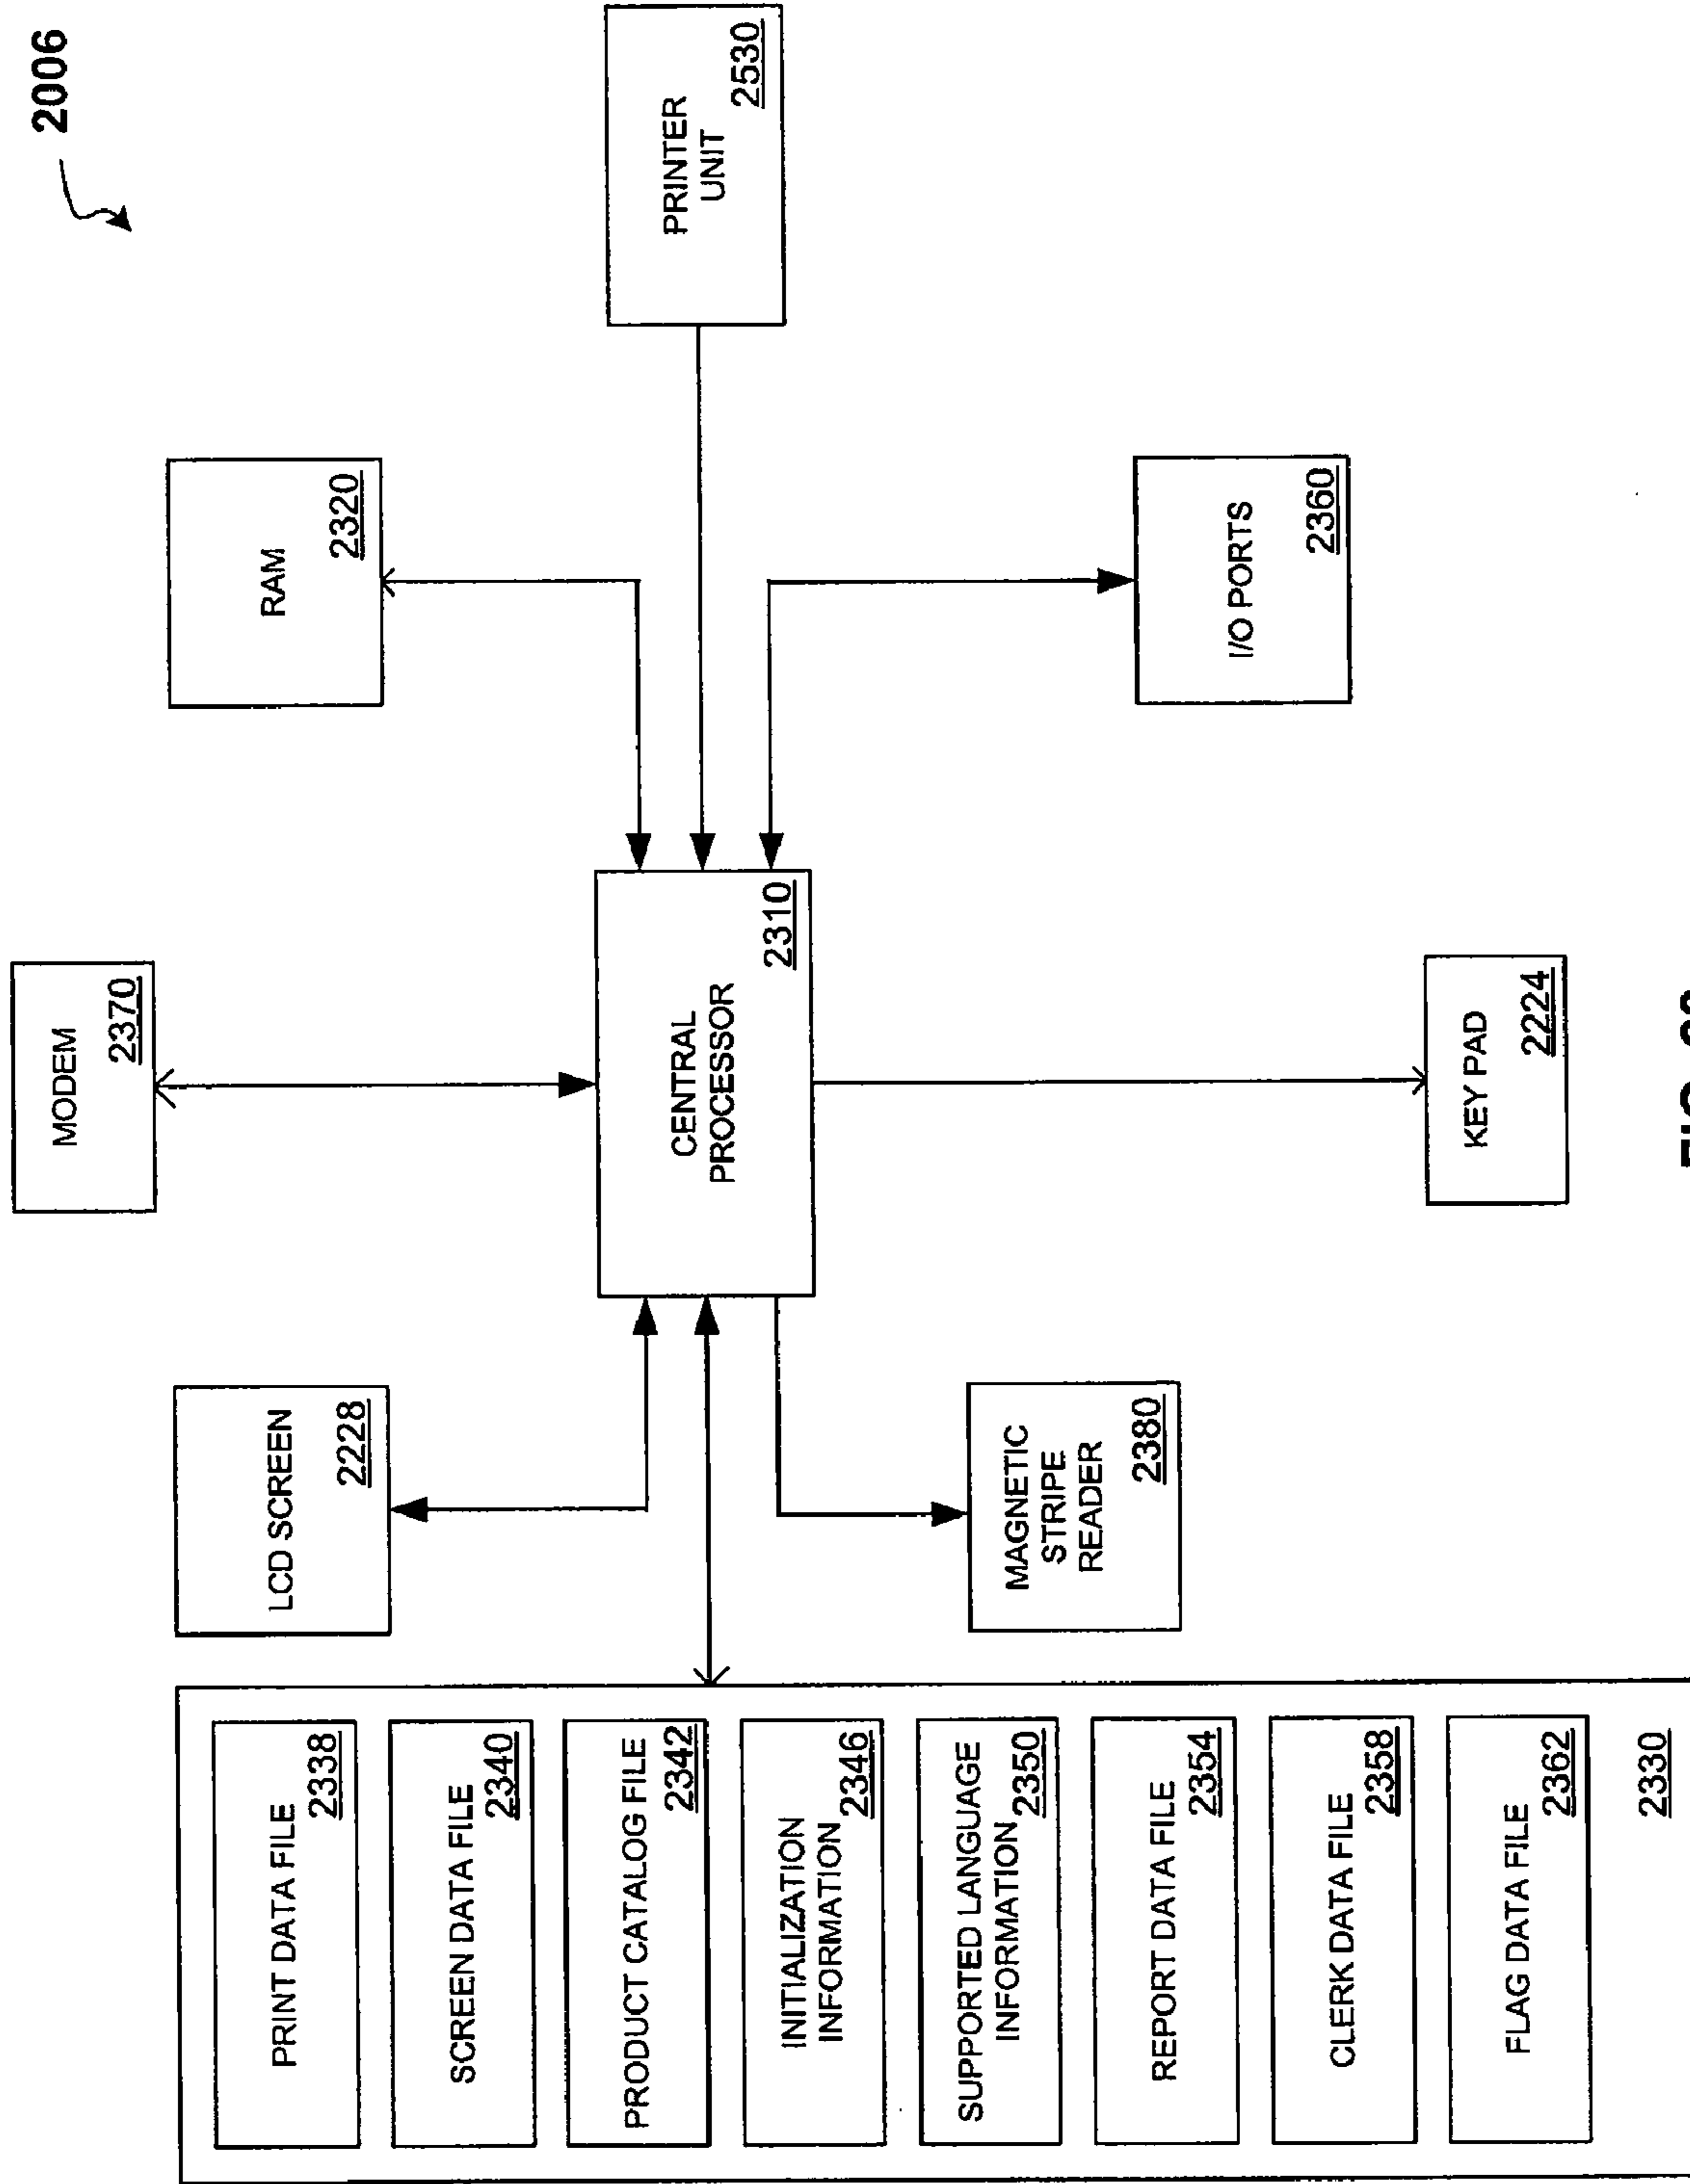 2006
PRINT DATA FILE
2338
SCREEN DATA FILE
2340
PRODUCT CATALOG FILE
2342
INITIALIZATION
INFORMATION
2346
SUPPORTED LANGUAGE
INFORMATION
2350
REPORT DATA FILE
2354
CLERK DATA FILE
2358
FLAG DATA FILE
2362
2330
LCD SCREEN
2228
MAGNETIC
STRIPE
READER
2380
MODEM
2370
CENTRAL
PROCESSOR
2310
KEY PAD
2224
RAM
2320
I/O PORTS
2360
PRINTER
UNIT
2530